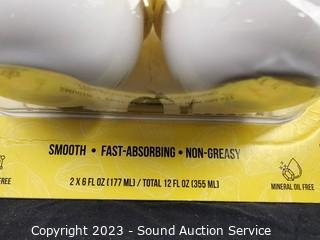 SMOOTH • FAST-ABSORBING • NON-GREASY
FREE
2 X 6 FL OZ (177 ML) / TOTAL 12 FL OZ (355 ML)
MINERAL OIL FREE
Copyright 2023 - Sound Auction Service